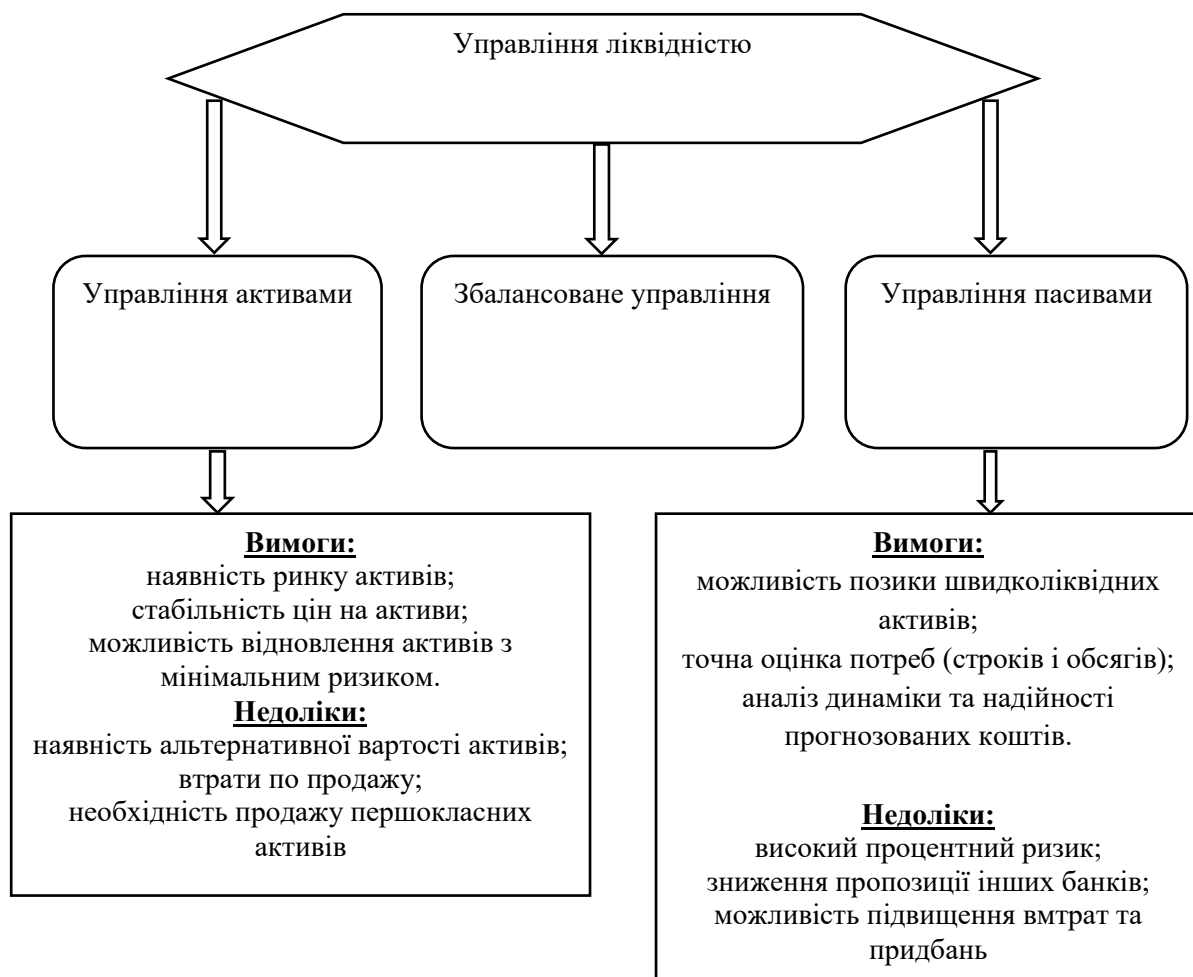 Управління ліквідністю
Управління активами
Збалансоване управління
Управління пасивами
Вимоги:
наявність ринку активів;
стабільність цін на активи;
можливість відновлення активів з
мінімальним ризиком.
Недоліки:
наявність альтернативної вартості активів;
втрати по продажу;
необхідність продажу першокласних
активів
Вимоги:
можливість позики швидколіквідних
активів;
точна оцінка потреб (строків і обсягів);
аналіз динаміки та надійності
прогнозованих коштів.
Недоліки:
високий процентний ризик;
зниження пропозиції інших банків;
можливість підвищення вмтрат та
придбань